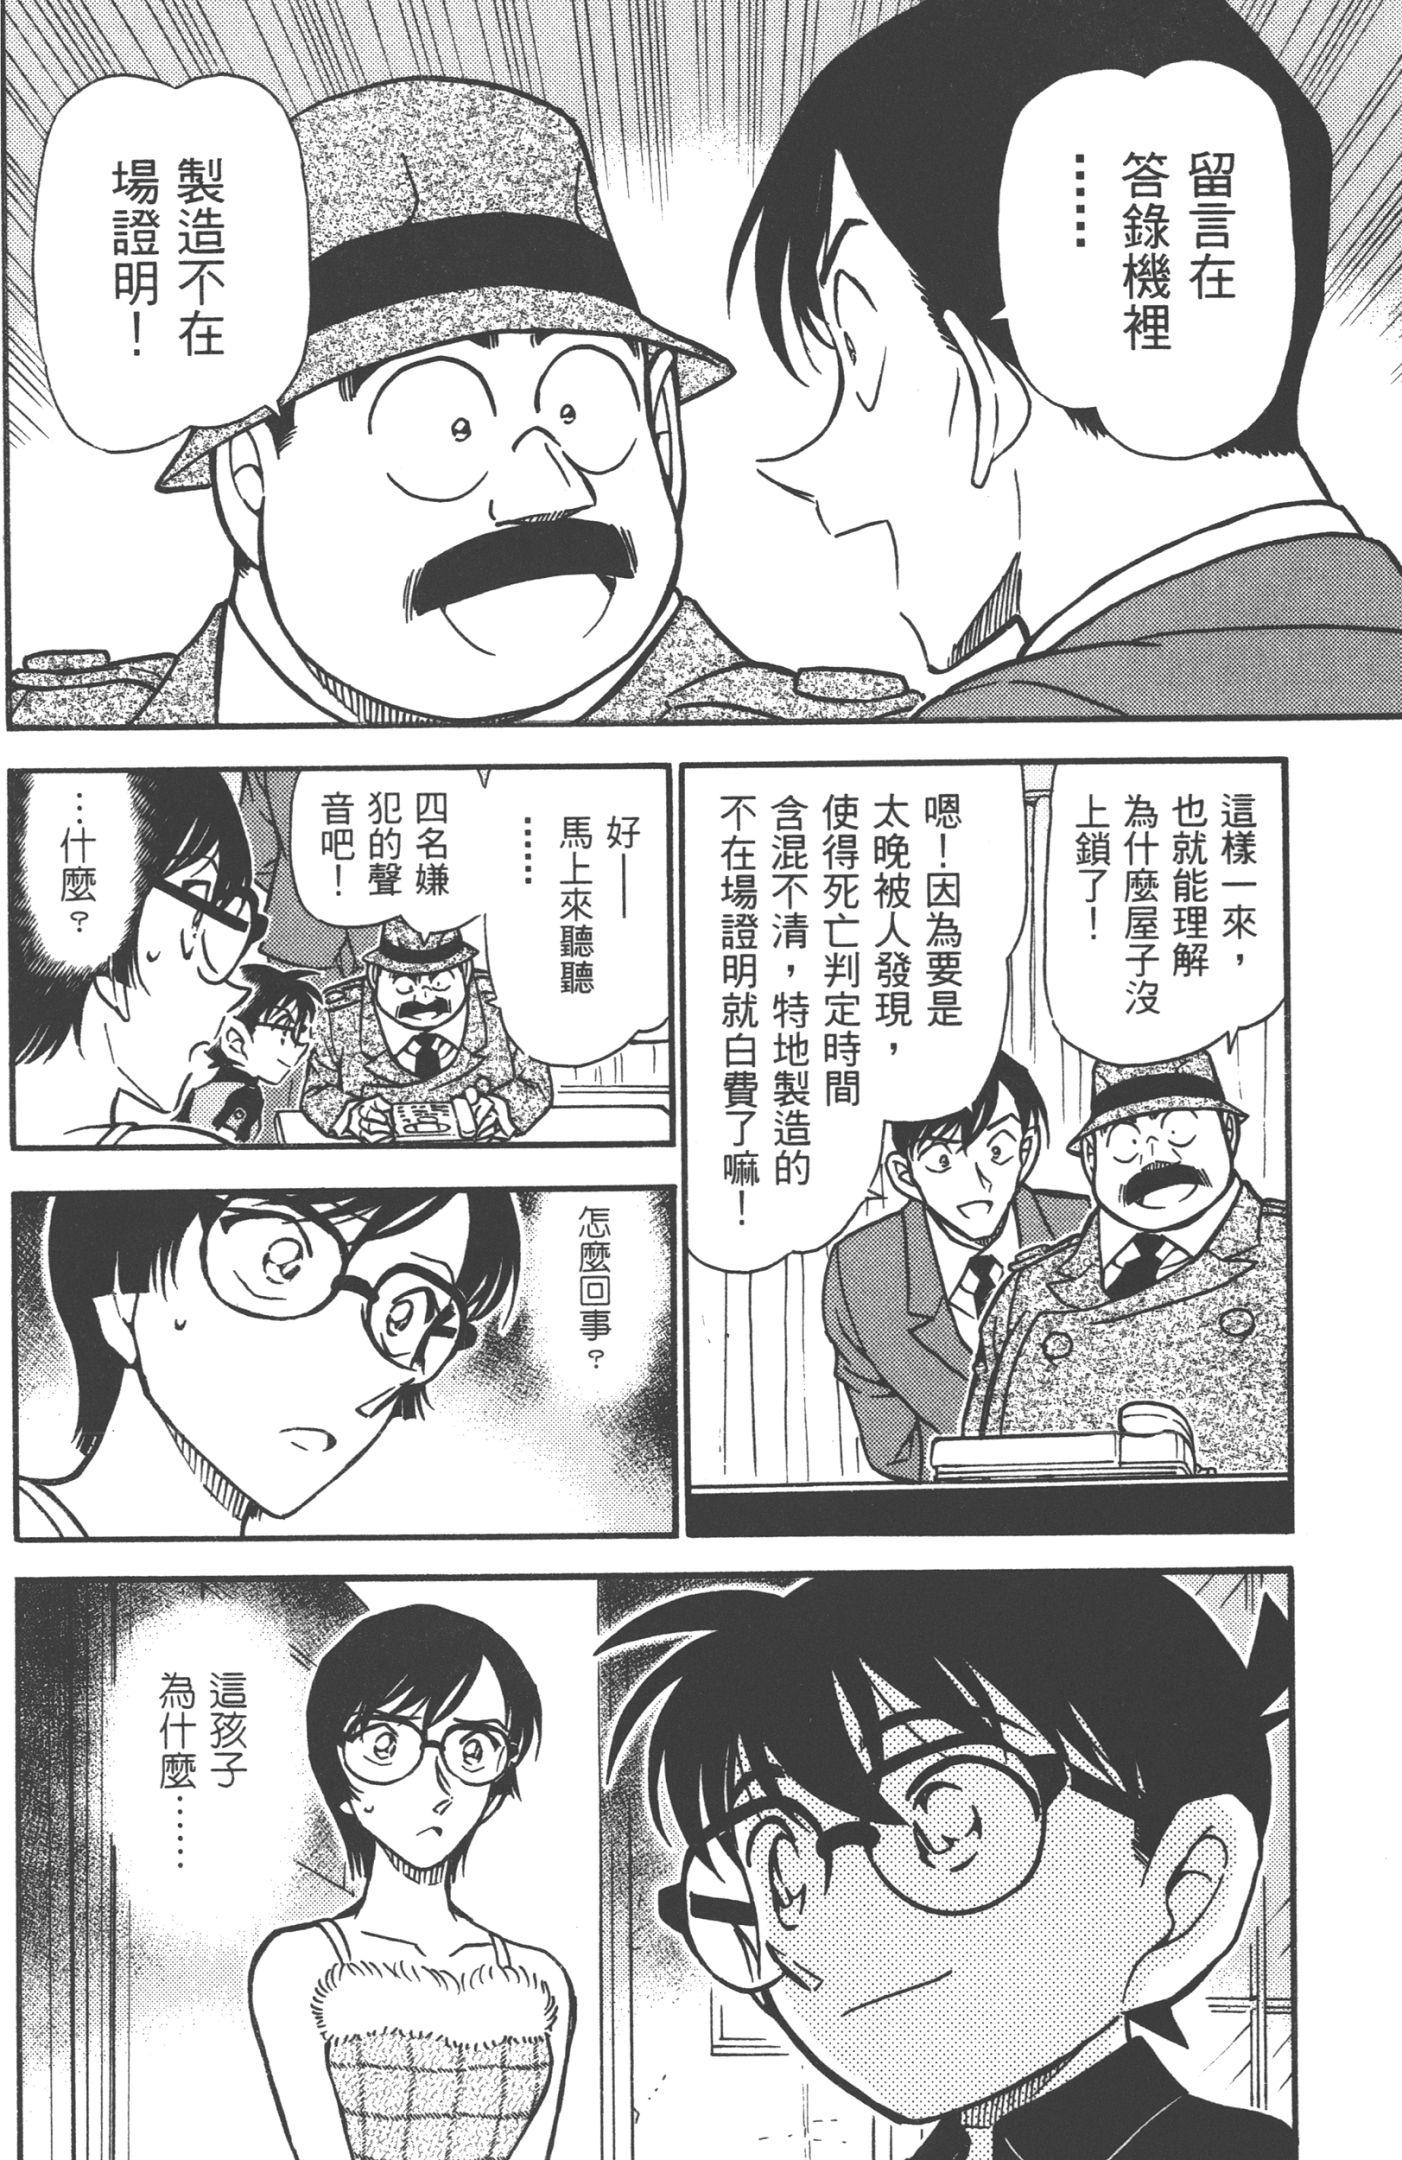 留言在
答錄機裡
……
製造不在
場證明！
這樣一來，
也就能理解
為什麼屋子沒
上鎖了！
嗯！因為要是
太晚被人發現，
使得死亡判定時間
含混不清，特地製造的
不在場證明就白費了嘛！
好——
馬上來聽聽
……
四名嫌
犯的聲
音吧！
…什麼？
怎麼回事？
這孩子
為什麼……